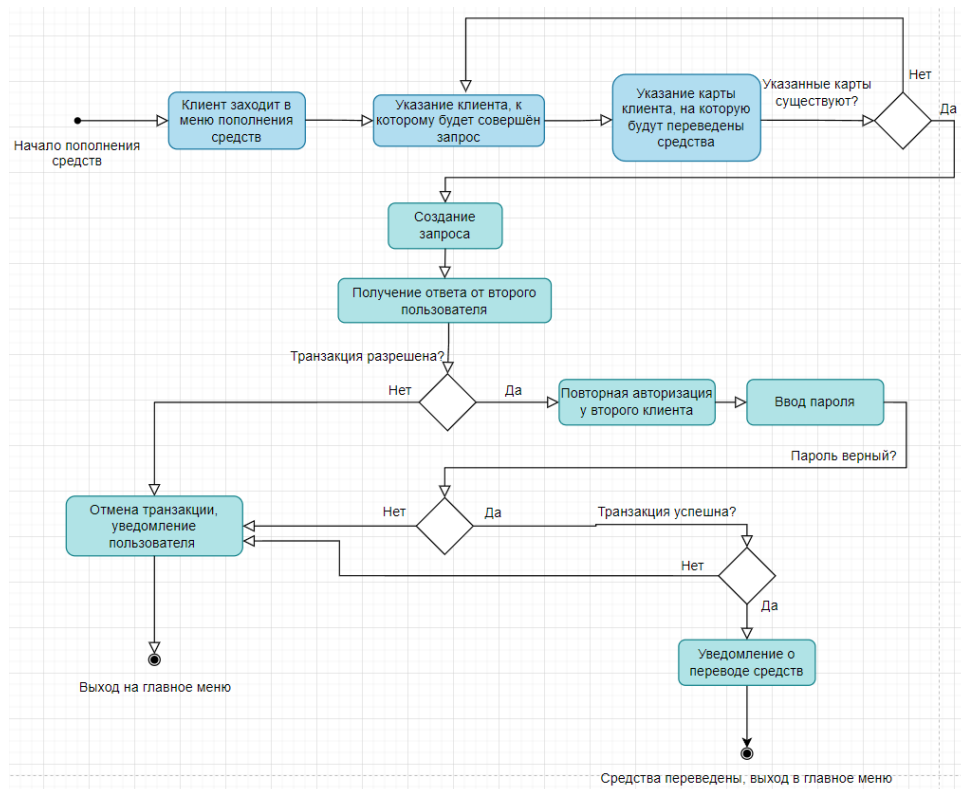 Начало пополнения
средств
Клиент заходит в
меню пополнения
средств
Указание клиента, к
которому будет совершён
запрос
Указание карты
клиента, на которую
будут переведены
средства
Указанные карты
существуют?
Нет
Да
Создание
запроса
Получение ответа от второго
пользователя
Транзакция разрешена?
Нет
Да
Повторная авторизация
у второго клиента
Ввод пароля
Пароль верный?
Отмена транзакции,
уведомление
пользователя
Нет
Да
Транзакция успешна?
Нет
Да
Уведомление о
переводе средств
Выход на главное меню
Средства переведены, выход в главное меню